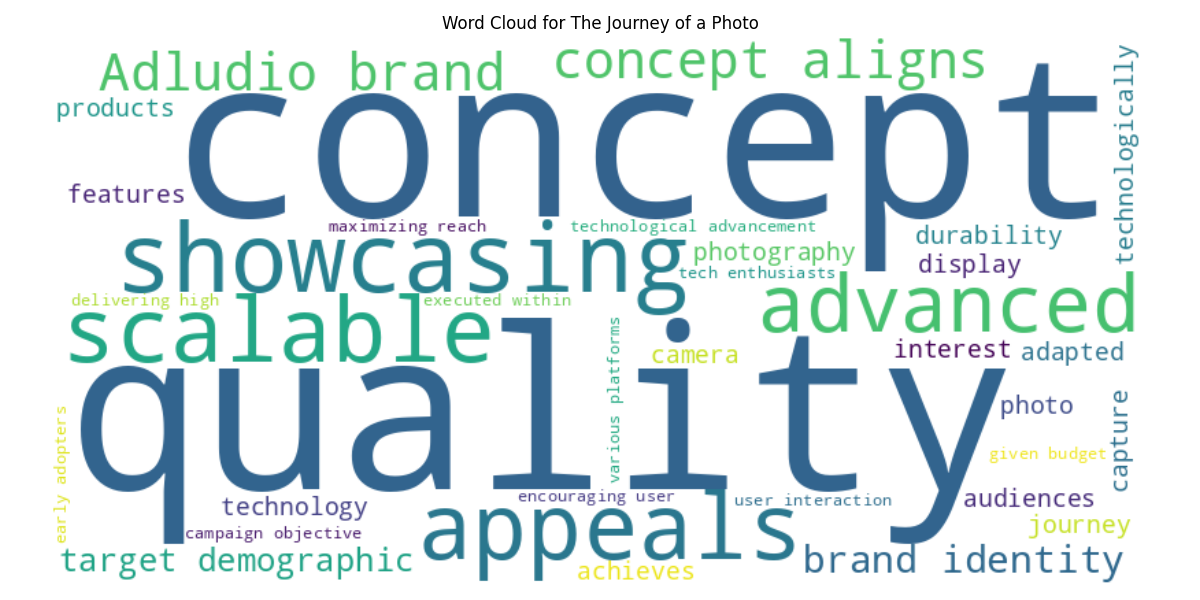 Word Cloud for The Journey of a Photo
Adludio brand
concept aligns
technologically
products
concept
features
maximizing reach
technological advancement
showcasing
photography
durability
tech enthusiasts
display
delivering high
executed within
advanced
scalable
various platforms
camera
interest
adapted
quality
photo
capture
early adopters
given budget
technology
encouraging user
user interaction
audiences
campaign objective
appeals
journey
target demographic
achieves
brand identity